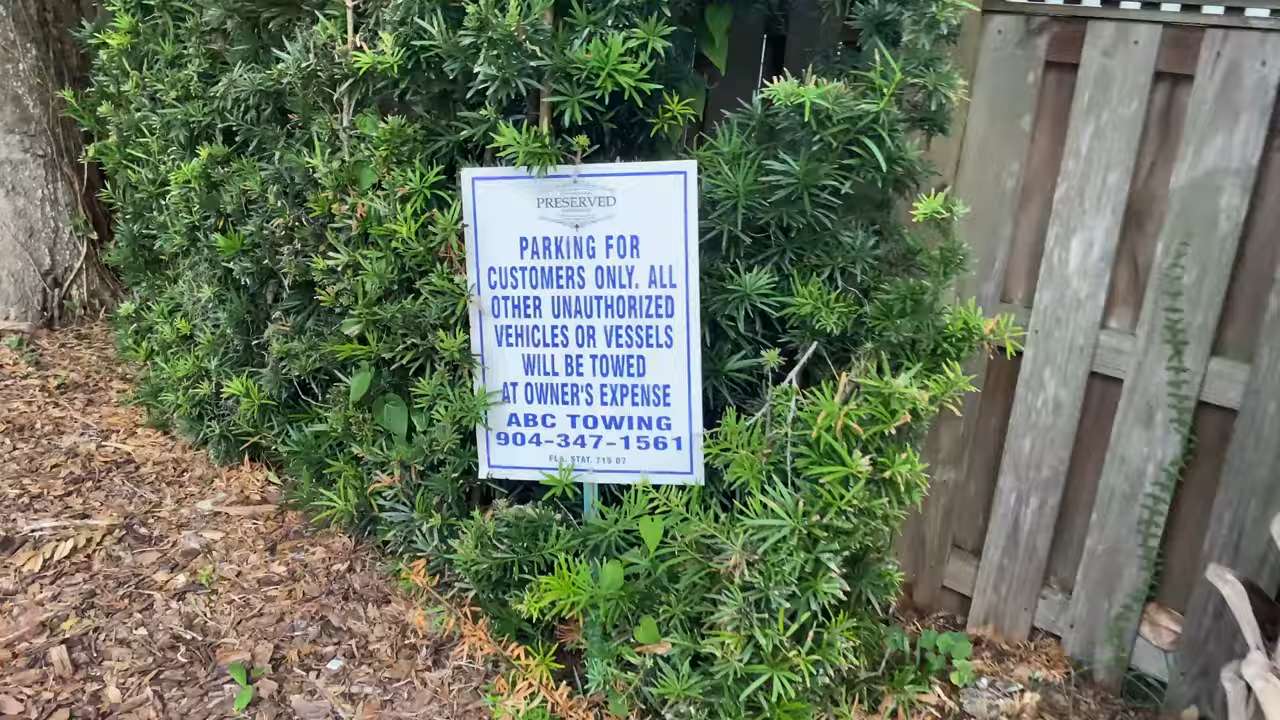 PRESERVED
PARKING FOR
CUSTOMERS ONLY. ALL
OTHER UNAUTHORIZED
VEHICLES OR VESSELS
WILL BE TOWED
AT OWNER'S EXPENSE
ABC TOWING
904-347-1561
FLA. STAT. 715 07